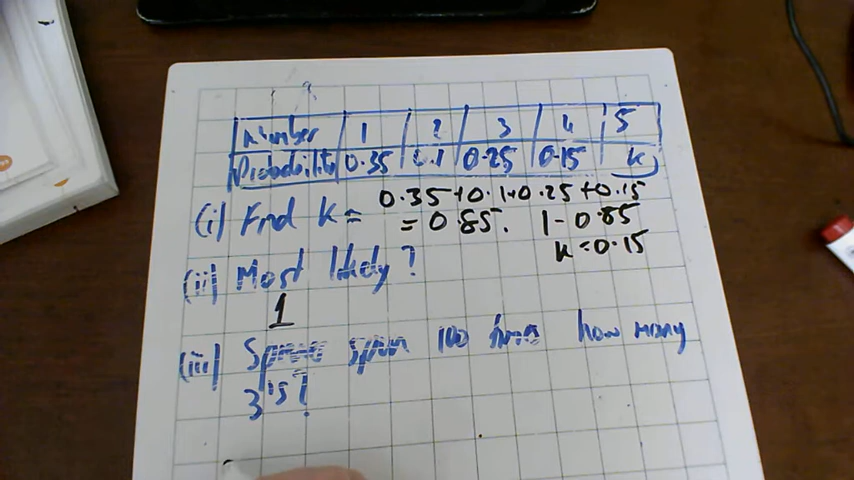 Number 1 2 3 4 5
Probability 0.35 0.1 0.25 0.15 K
0.35+0.1+0.25+0.15
(i) Find K = = 0.85. 1-0.85
K=0.15
(ii) Most likely?
1
(iii) spun 100 times how many
3's?